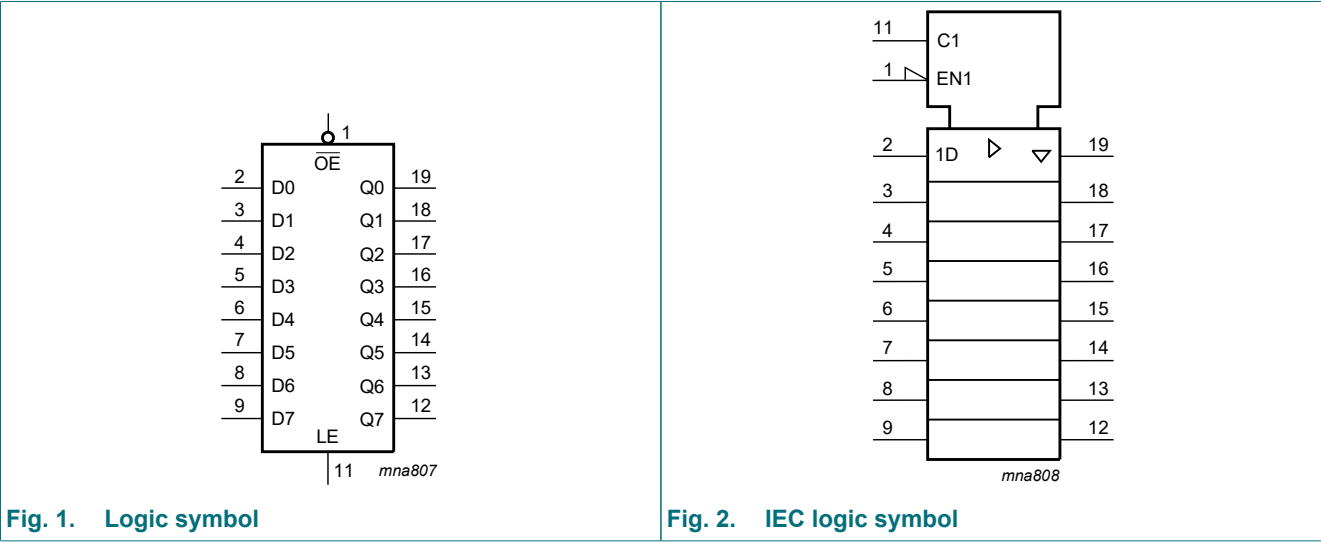 1
OE
2 D0 Q0 19
3 D1 Q1 18
4 D2 Q2 17
5 D3 Q3 16
6 D4 Q4 15
7 D5 Q5 14
8 D6 Q6 13
9 D7 Q7 12
LE
11 mna807
Fig. 1. Logic symbol
11 C1
1 EN1
2 1D 19
3 18
4 17
5 16
6 15
7 14
8 13
9 12
mna808
Fig. 2. IEC logic symbol